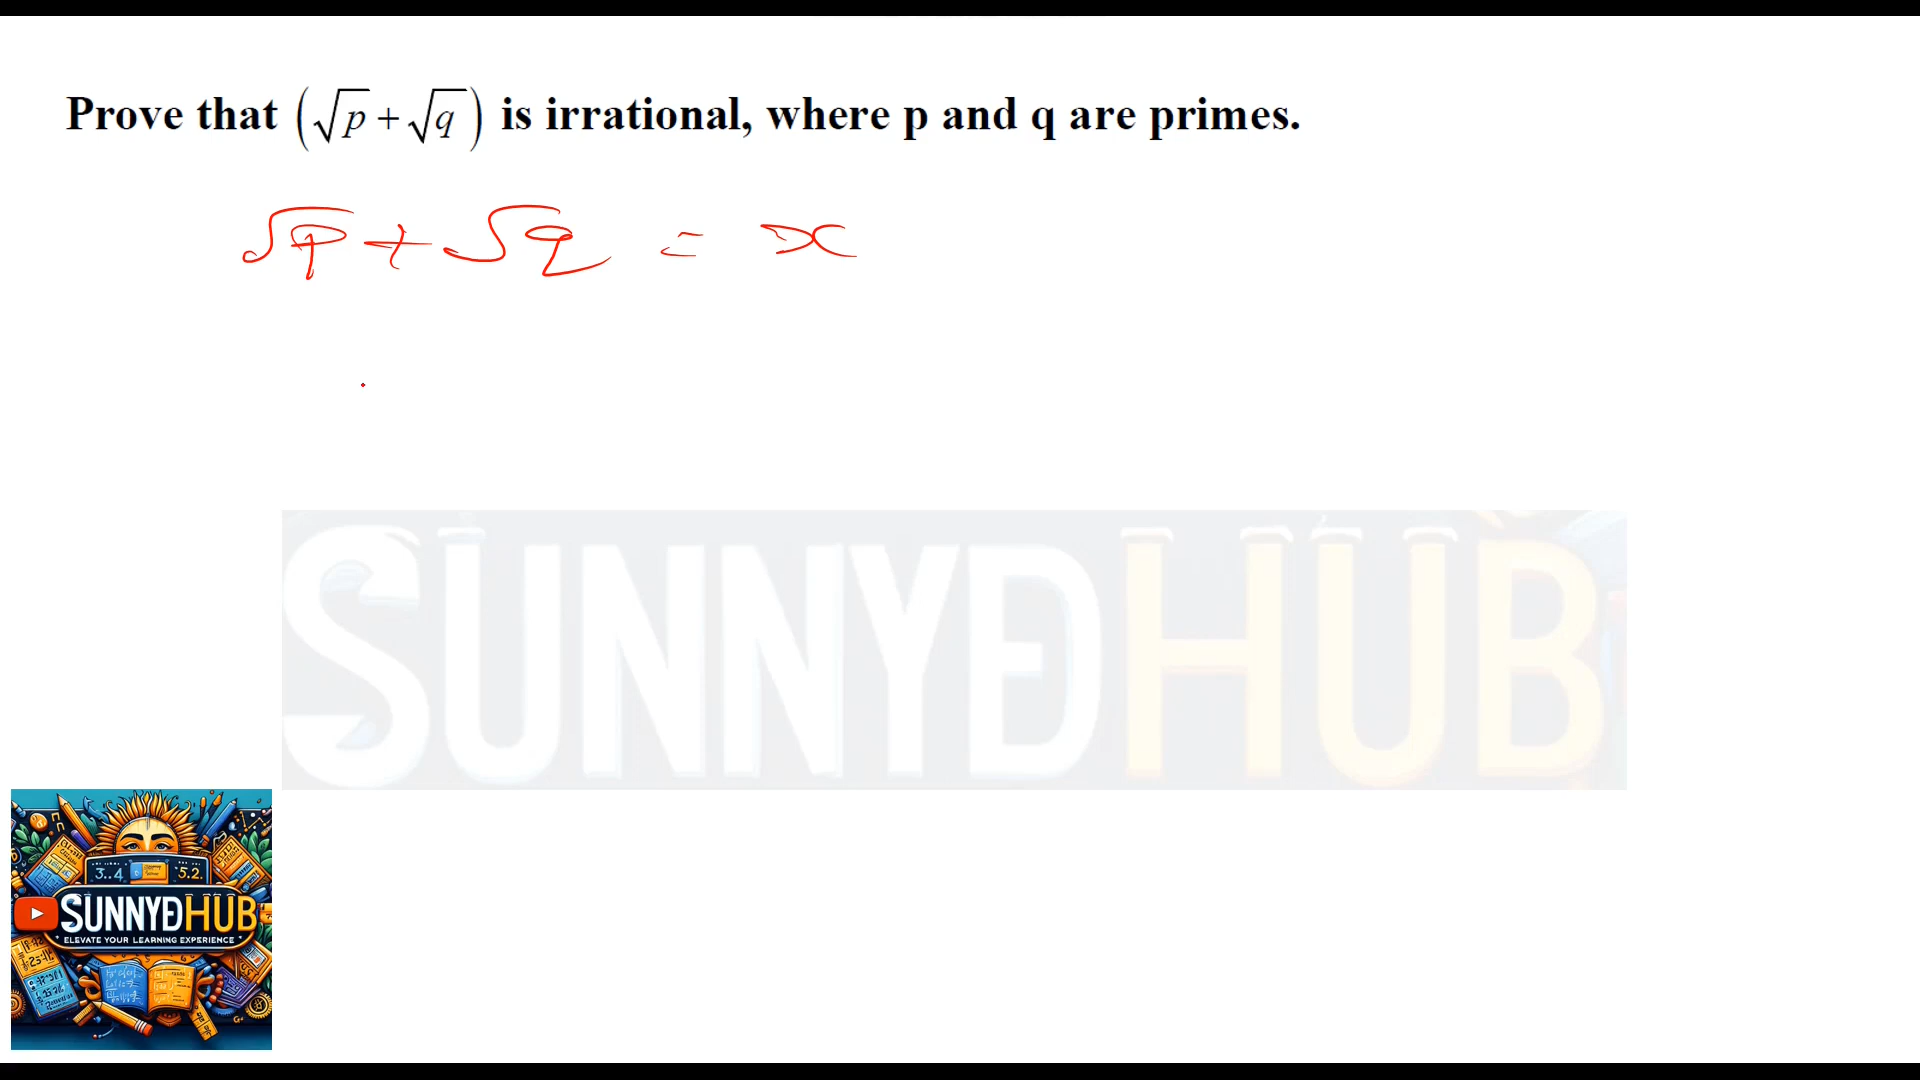 Prove that (√p + √q) is irrational, where p and q are primes.
√p + √q = x
SUNNYDHUB
3..4 5.2.
SUNNYDHUB
ELEVATE YOUR LEARNING EXPERIENCE